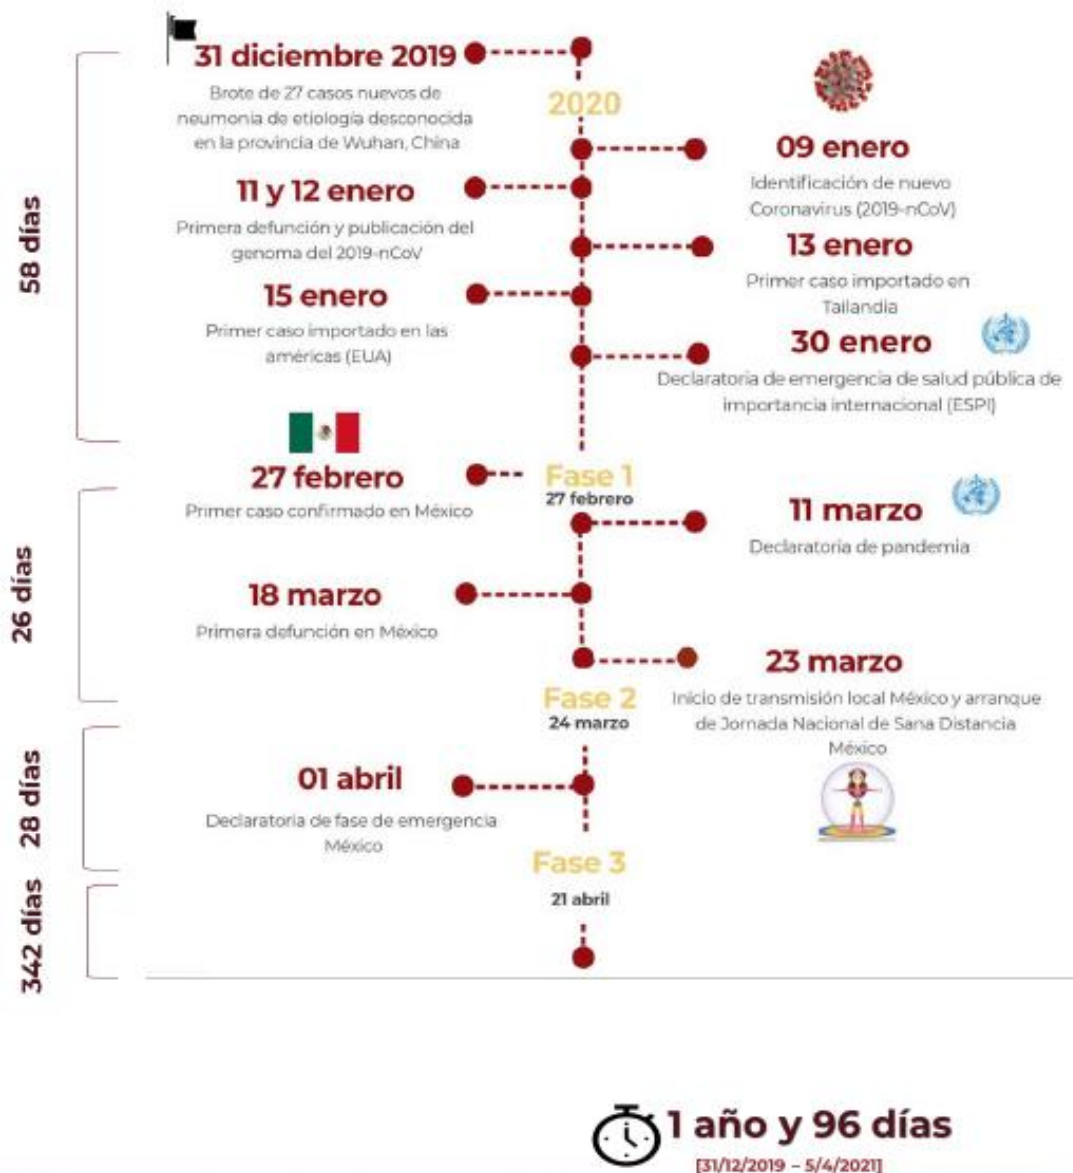 31 diciembre 2019
Brote de 27 casos nuevos de
neumonía de etiología desconocida
en la provincia de Wuhan, China
2020
09 enero
Identificación de nuevo
Coronavirus (2019-nCoV)
11 y 12 enero
Primera defunción y publicación del
genoma del 2019-nCoV
13 enero
Primer caso importado en
Tailandia
15 enero
Primer caso importado en las
américas (EUA)
30 enero
Declaratoria de emergencia de salud pública de
importancia internacional (ESPI)
58 días
27 febrero
Primer caso confirmado en México
Fase 1
27 febrero
11 marzo
Declaratoria de pandemia
18 marzo
Primera defunción en México
23 marzo
Inicio de transmisión local México y arranque
de Jornada Nacional de Sana Distancia
México
26 días
Fase 2
24 marzo
01 abril
Declaratoria de fase de emergencia
México
28 días
Fase 3
21 abril
342 días
1 año y 96 días
[31/12/2019 – 5/4/2021]